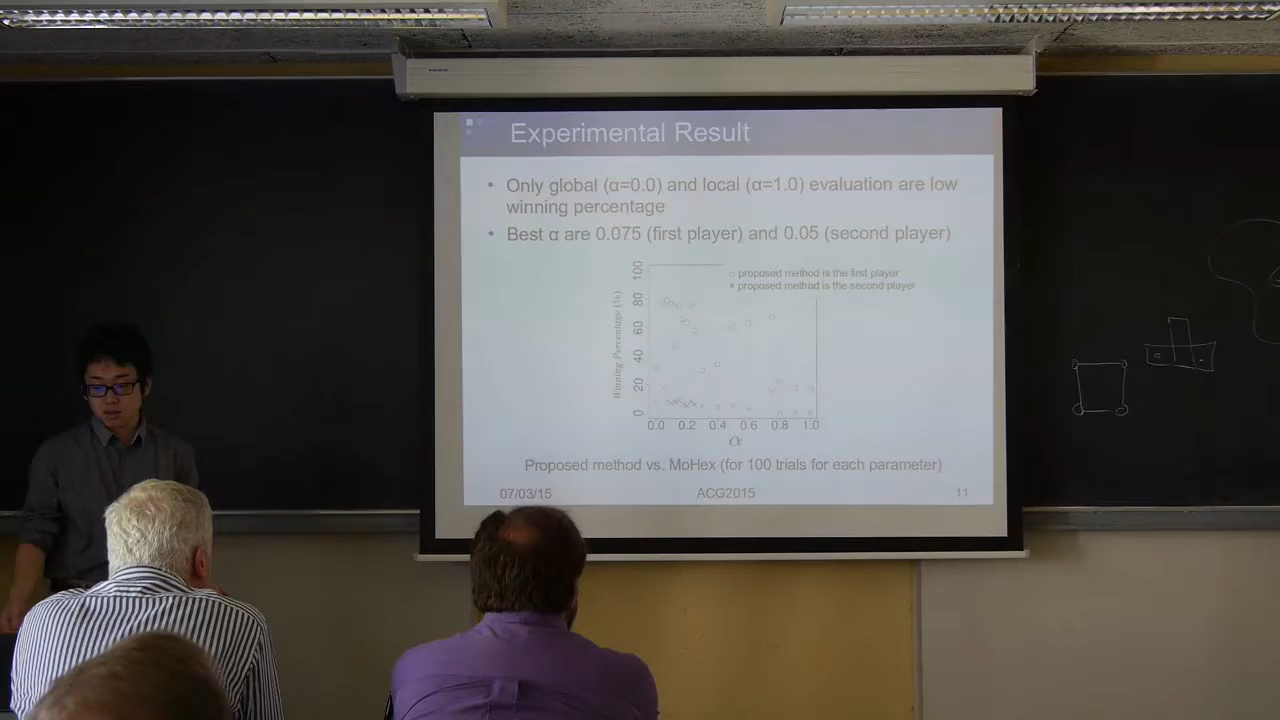 Experimental Result
• Only global (α=0.0) and local (α=1.0) evaluation are low
winning percentage
• Best α are 0.075 (first player) and 0.05 (second player)
○ proposed method is the first player
× proposed method is the second player
Winning Percentage (%)
100
80
60
40
20
0
0.0 0.2 0.4 0.6 0.8 1.0
α
Proposed method vs. MoHex (for 100 trials for each parameter)
07/03/15 ACG2015 11